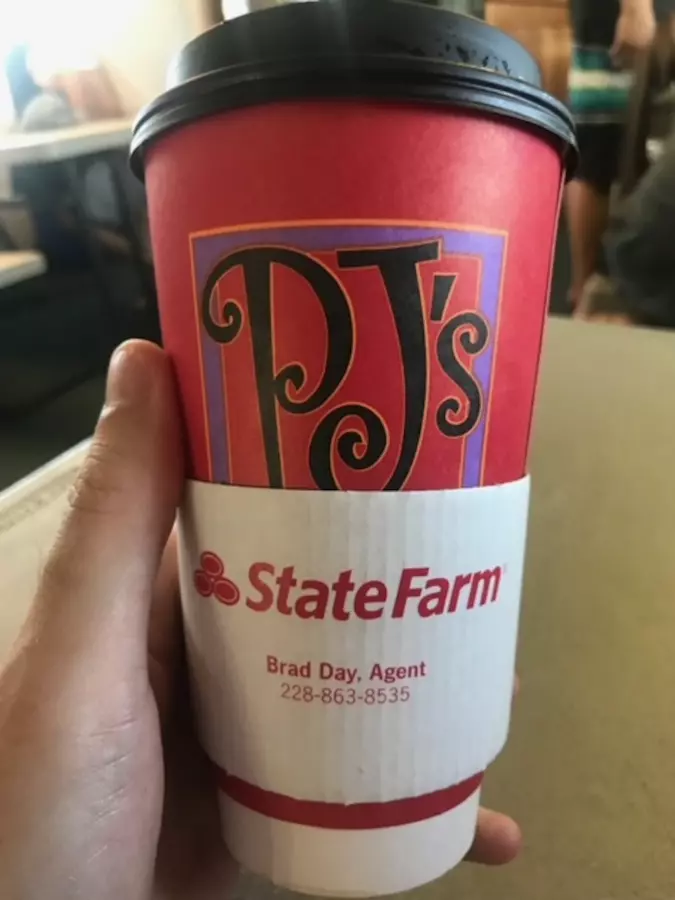 PJ's
State Farm
Brad Day, Agent
228-863-8535